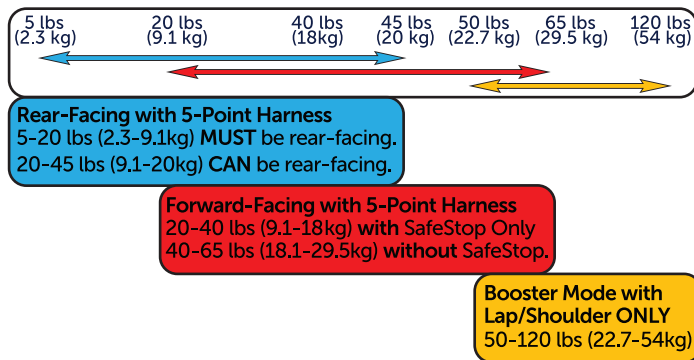 5 lbs 20 lbs 40 lbs 45 lbs 50 lbs 65 lbs 120 lbs
(2.3 kg) (9.1 kg) (18kg) (20 kg) (22.7 kg) (29.5 kg) (54 kg)
Rear-Facing with 5-Point Harness
5-20 lbs (2.3-9.1kg) MUST be rear-facing.
20-45 lbs (9.1-20kg) CAN be rear-facing.
Forward-Facing with 5-Point Harness
20-40 lbs (9.1-18kg) with SafeStop Only
40-65 lbs (18.1-29.5kg) without SafeStop.
Booster Mode with
Lap/Shoulder ONLY
50-120 lbs (22.7-54kg)